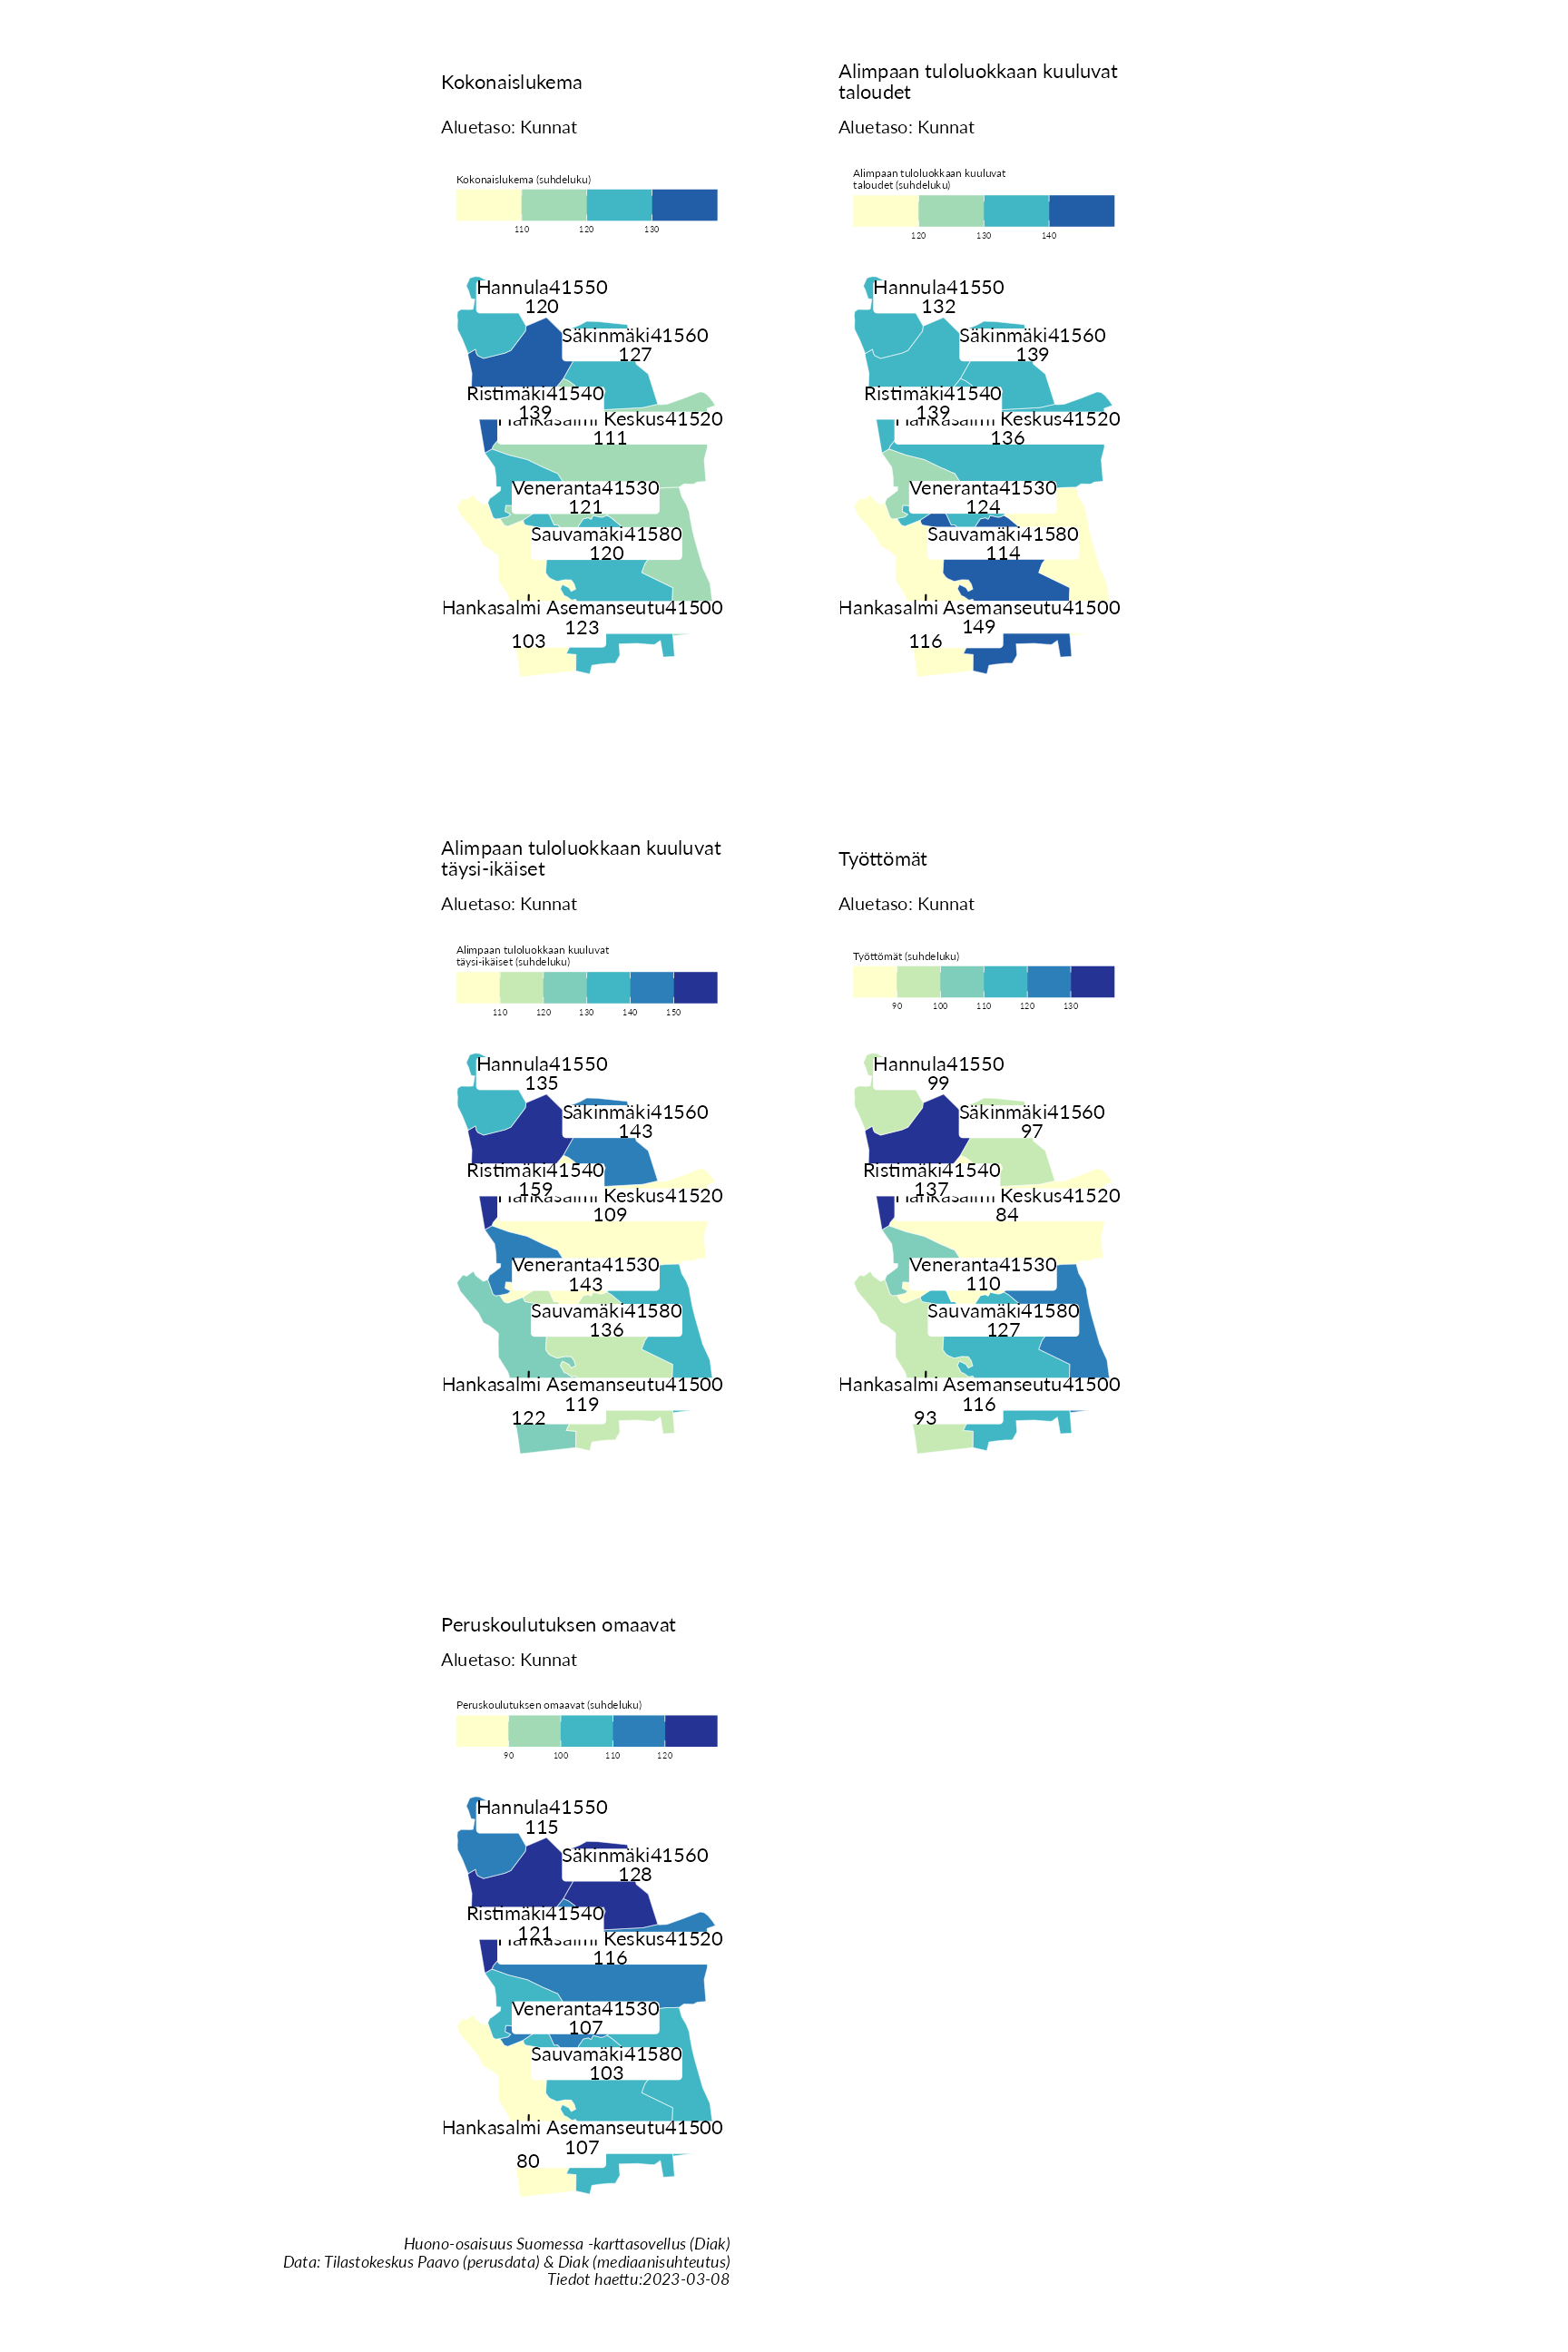 Kokonaislukema
Aluetaso: Kunnat
Kokonaislukema (suhdeluku)
110 120 130
Hannula41550
120
Säkinmäki41560
127
Ristimäki41540
139
Keskus41520
111
Veneranta41530
121
Sauvamäki41580
120
Hankasalmi Asemanseutu41500
123
103
Alimpaan tuloluokkaan kuuluvat
taloudet
Aluetaso: Kunnat
Alimpaan tuloluokkaan kuuluvat
taloudet (suhdeluku)
120 130 140
Hannula41550
132
Säkinmäki41560
139
Ristimäki41540
139
Keskus41520
136
Veneranta41530
124
Sauvamäki41580
114
Hankasalmi Asemanseutu41500
149
116
Alimpaan tuloluokkaan kuuluvat
täysi-ikäiset
Aluetaso: Kunnat
Alimpaan tuloluokkaan kuuluvat
täysi-ikäiset (suhdeluku)
110 120 130 140 150
Hannula41550
135
Säkinmäki41560
143
Ristimäki41540
159
Keskus41520
109
Veneranta41530
143
Sauvamäki41580
136
Hankasalmi Asemanseutu41500
119
122
Työttömät
Aluetaso: Kunnat
Työttömät (suhdeluku)
90 100 110 120 130
Hannula41550
99
Säkinmäki41560
97
Ristimäki41540
137
Keskus41520
84
Veneranta41530
110
Sauvamäki41580
127
Hankasalmi Asemanseutu41500
116
93
Peruskoulutuksen omaavat
Aluetaso: Kunnat
Peruskoulutuksen omaavat (suhdeluku)
90 100 110 120
Hannula41550
115
Säkinmäki41560
128
Ristimäki41540
121
Keskus41520
116
Veneranta41530
107
Sauvamäki41580
103
Hankasalmi Asemanseutu41500
107
80
Huono-osaisuus Suomessa -karttasovellus (Diak)
Data: Tilastokeskus Paavo (perusdata) & Diak (mediaanisuhteutus)
Tiedot haettu:2023-03-08